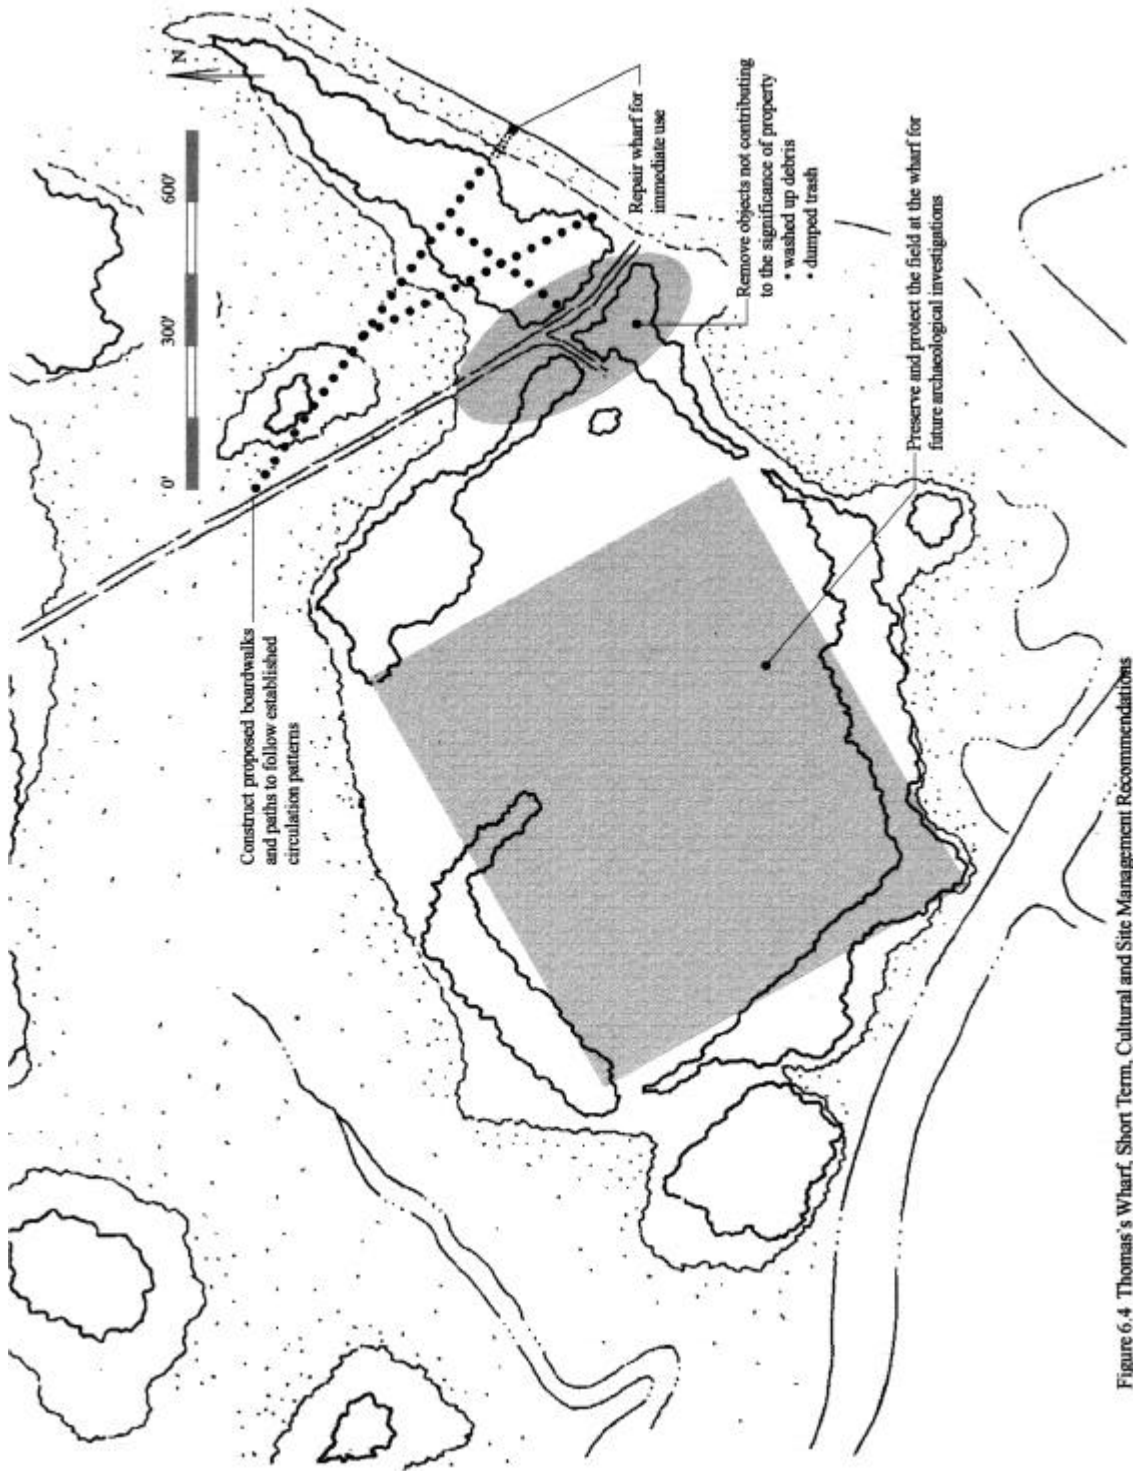 N
0'
300'
600'
Construct proposed boardwalks
and paths to follow established
circulation patterns
Repair wharf for
immediate use
Remove objects not contributing
to the significance of property
• washed up debris
• dumped trash
Preserve and protect the field at the wharf for
future archaeological investigations
Figure 6.4 Thomas's Wharf, Short Term, Cultural and Site Management Recommendations